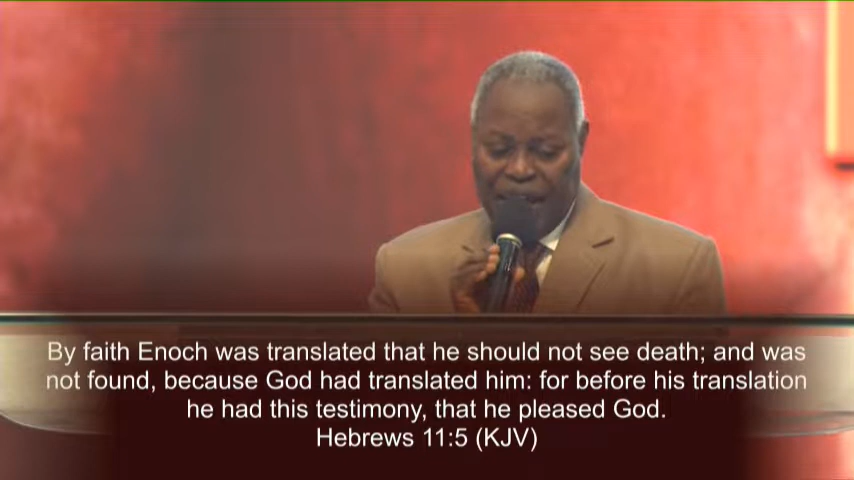 By faith Enoch was translated that he should not see death; and was
not found, because God had translated him: for before his translation
he had this testimony, that he pleased God.
Hebrews 11:5 (KJV)